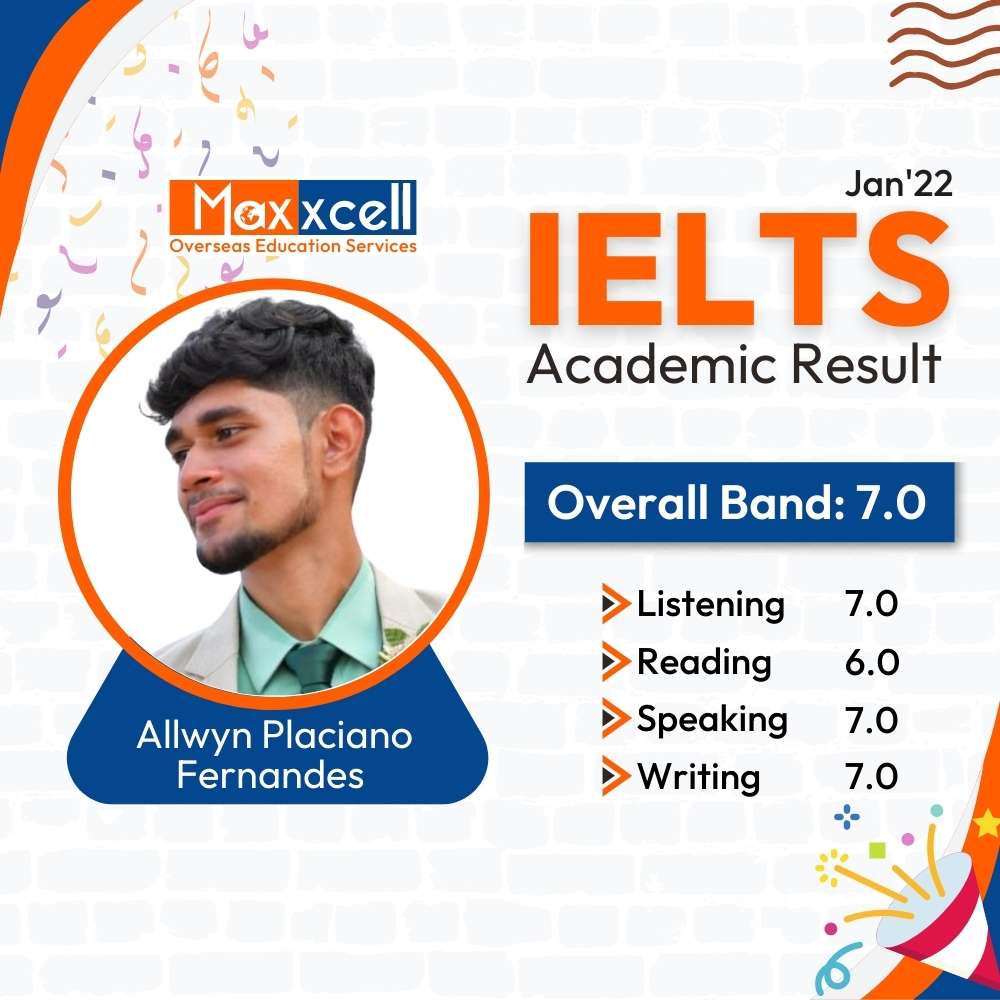 Maxxcell
Overseas Education Services
Jan'22
IELTS
Academic Result
Overall Band: 7.0
Listening 7.0
Reading 6.0
Speaking 7.0
Writing 7.0
Allwyn Placiano
Fernandes